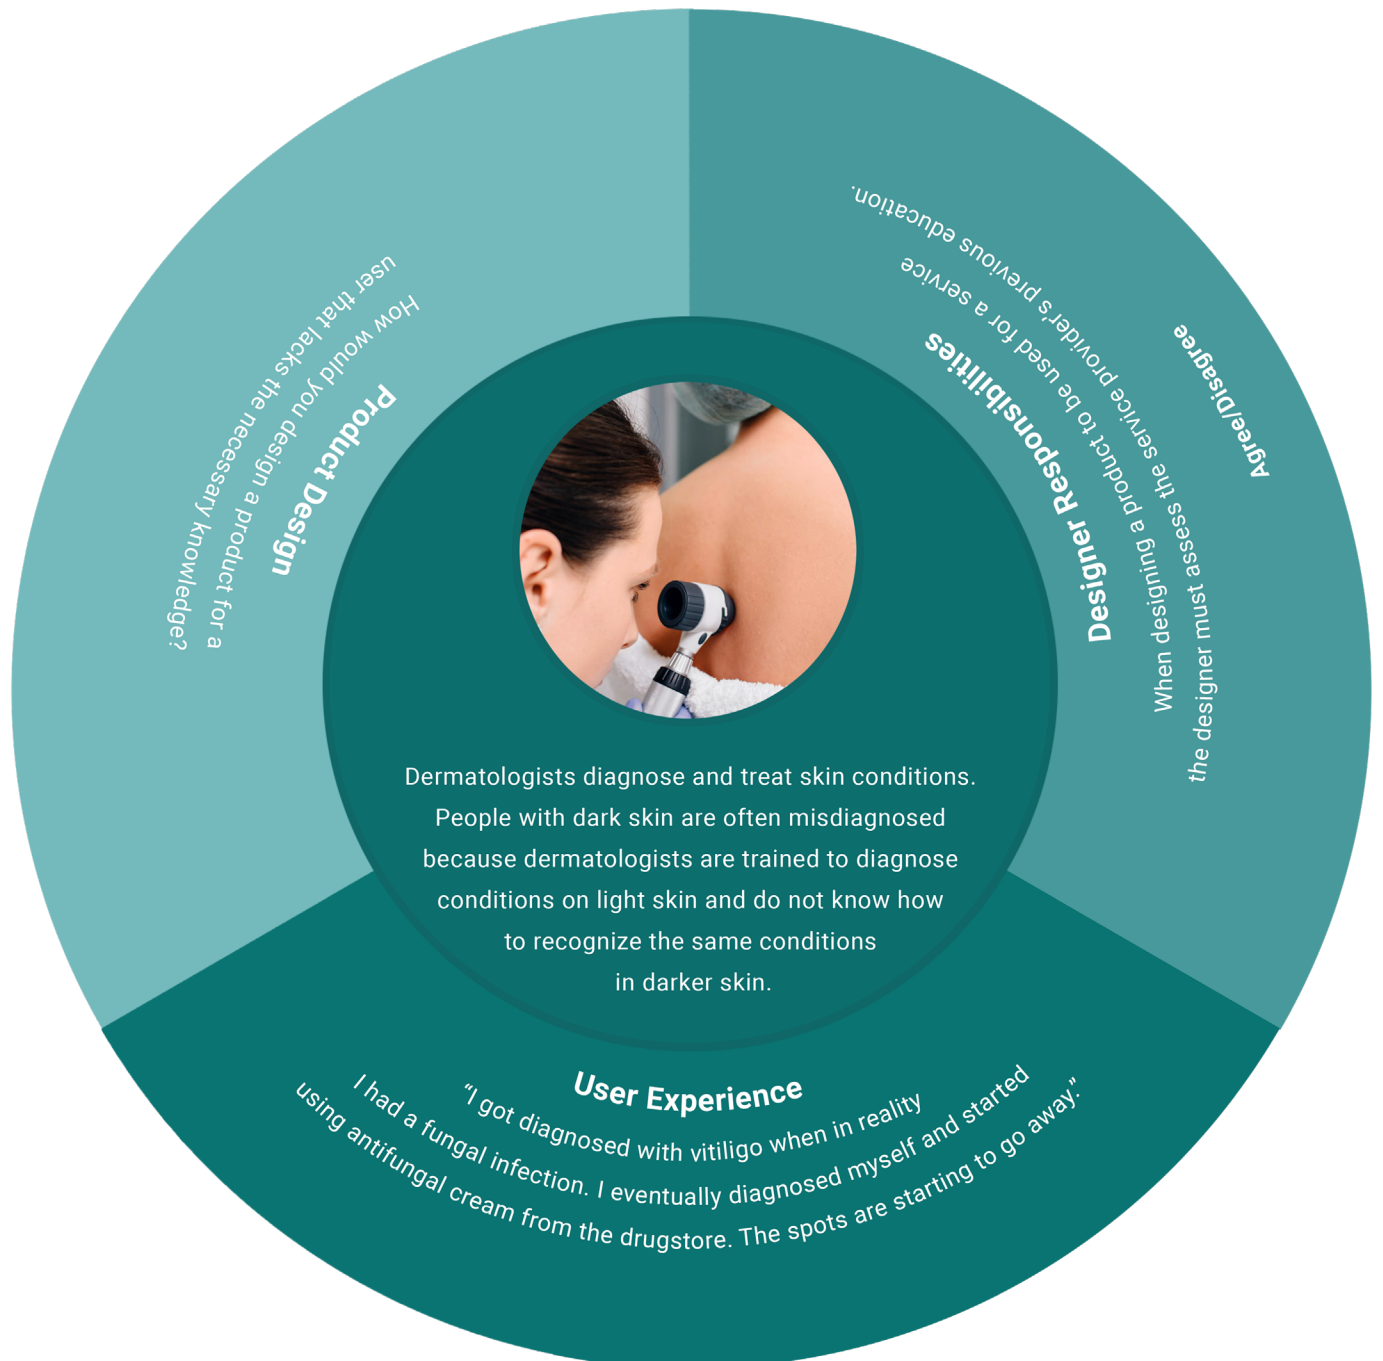 Dermatologists diagnose and treat skin conditions.
People with dark skin are often misdiagnosed
because dermatologists are trained to diagnose
conditions on light skin and do not know how
to recognize the same conditions
in darker skin.
User Experience
“I got diagnosed with vitiligo when in reality
I had a fungal infection. I eventually diagnosed myself and started
using antifungal cream from the drugstore. The spots are starting to go away.”
Product Design
How would you design a product for a
user that lacks the necessary knowledge?
Designer Responsibilities
When designing a product to be used for a service
the designer must assess the service provider's previous education.
Agree/Disagree